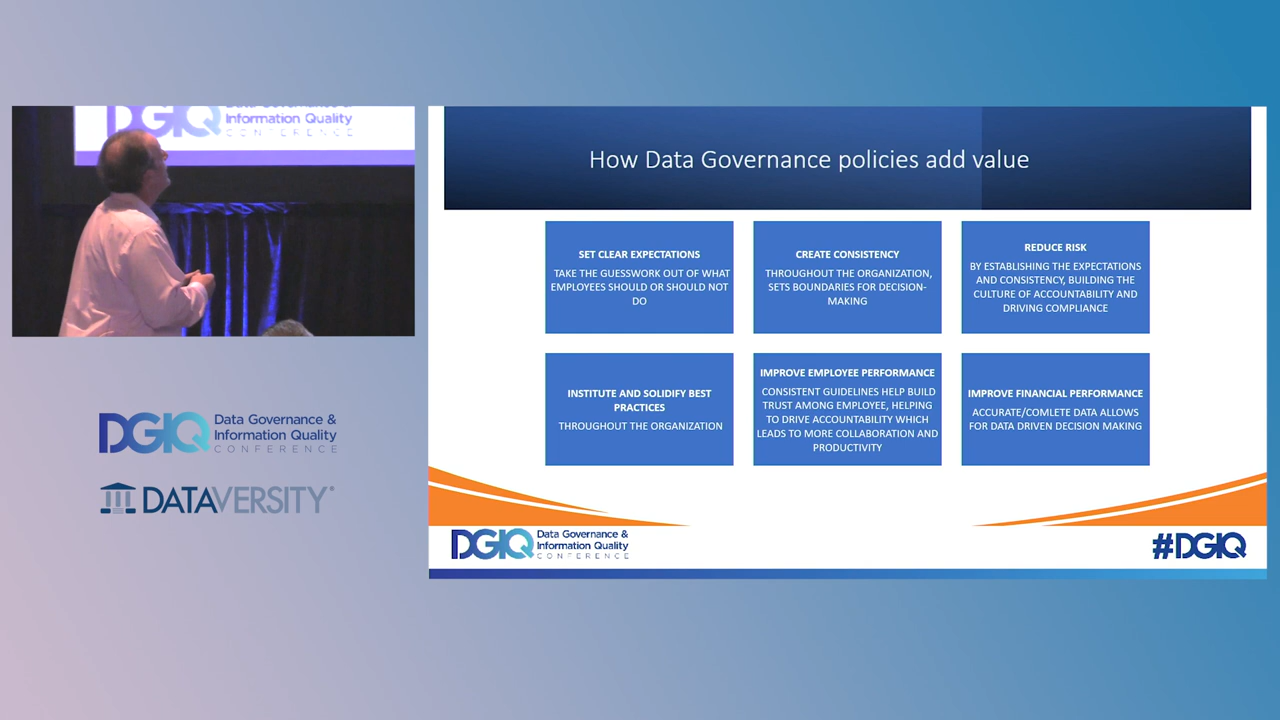 DGIQ
Data Governance &
Information Quality
CONFERENCE
How Data Governance policies add value
SET CLEAR EXPECTATIONS
TAKE THE GUESSWORK OUT OF WHAT
EMPLOYEES SHOULD OR SHOULD NOT
DO
CREATE CONSISTENCY
THROUGHOUT THE ORGANIZATION,
SETS BOUNDARIES FOR DECISION-
MAKING
REDUCE RISK
BY ESTABLISHING THE EXPECTATIONS
AND CONSISTENCY, BUILDING THE
CULTURE OF ACCOUNTABILITY AND
DRIVING COMPLIANCE
INSTITUTE AND SOLIDIFY BEST
PRACTICES
THROUGHOUT THE ORGANIZATION
IMPROVE EMPLOYEE PERFORMANCE
CONSISTENT GUIDELINES HELP BUILD
TRUST AMONG EMPLOYEE, HELPING
TO DRIVE ACCOUNTABILITY WHICH
LEADS TO MORE COLLABORATION AND
PRODUCTIVITY
IMPROVE FINANCIAL PERFORMANCE
ACCURATE/COMLETE DATA ALLOWS
FOR DATA DRIVEN DECISION MAKING
DGIQ
Data Governance &
Information Quality
CONFERENCE
DATAVERSITY®
DGIQ
Data Governance &
Information Quality
CONFERENCE
#DGIQ